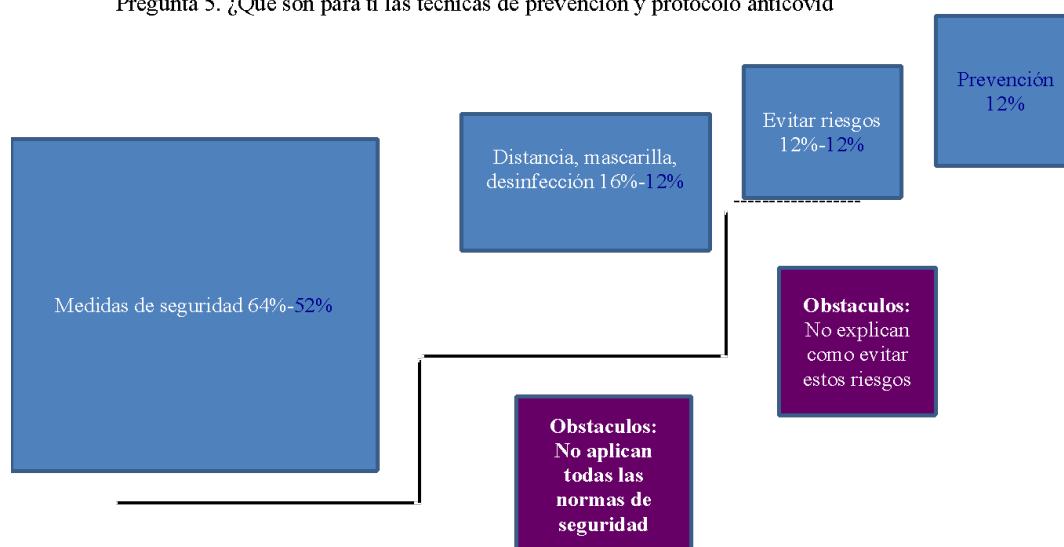 Pregunta 5. ¿Qué son para ti las técnicas de prevención y protocolo anticovid
Prevención
12%
Evitar riesgos
12%-12%
Distancia, mascarilla,
desinfección 16%-12%
Medidas de seguridad 64%-52%
Obstaculos:
No explican
como evitar
estos riesgos
Obstaculos:
No aplican
todas las
normas de
seguridad